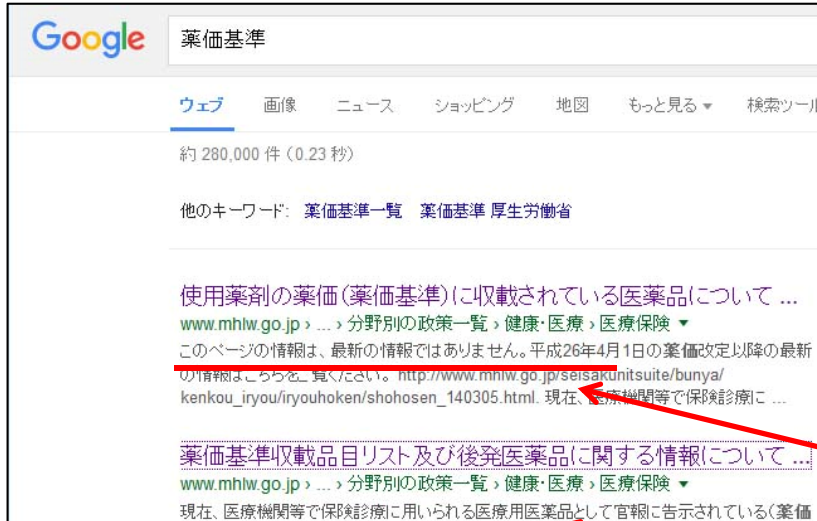 Google 薬価基準
ウェブ 画像 ニュース ショッピング 地図 もっと見る ▾ 検索ツール
約 280,000 件 (0.23 秒)
他のキーワード: 薬価基準一覧 薬価基準 厚生労働省
使用薬剤の薬価(薬価基準)に収載されている医薬品について ...
www.mhlw.go.jp › ... › 分野別の政策一覧 › 健康・医療 › 医療保険 ▼
このページの情報は、最新の情報ではありません。平成26年4月1日の薬価改定以降の最新
の情報はこちらをご覧ください。 http://www.mhlw.go.jp/seisakunitsuite/bunya/
kenkou_iryou/iryouhoken/shohosen_140305.html. 現在、医療機関等で保険診療に ...
薬価基準収載品目リスト及び後発医薬品に関する情報について ...
www.mhlw.go.jp › ... › 分野別の政策一覧 › 健康・医療 › 医療保険 ▼
現在、医療機関等で保険診療に用いられる医療用医薬品として官報に告示されている(薬価